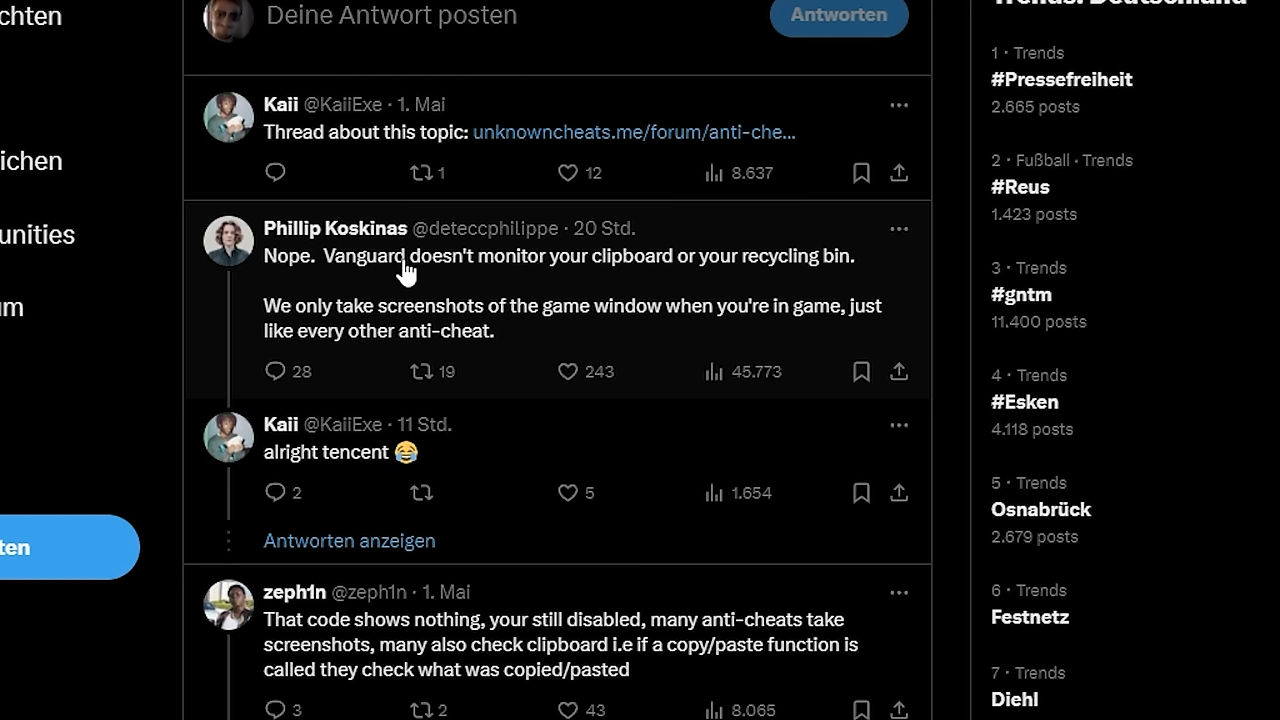 chten
ichen
unities
um
ten
Deine Antwort posten
Antworten
Kaii @KaiiExe · 1. Mai
Thread about this topic: unknowncheats.me/forum/anti-che...
1 12 8.637
Phillip Koskinas @deteccphilippe · 20 Std.
Nope. Vanguard doesn't monitor your clipboard or your recycling bin.
We only take screenshots of the game window when you're in game, just
like every other anti-cheat.
28 19 243 45.773
Kaii @KaiiExe · 11 Std.
alright tencent 😂
2 5 1.654
Antworten anzeigen
zeph1n @zeph1n · 1. Mai
That code shows nothing, your still disabled, many anti-cheats take
screenshots, many also check clipboard i.e if a copy/paste function is
called they check what was copied/pasted
3 2 43 8.065
Trends: Deutschland
1 · Trends
#Pressefreiheit
2.665 posts
2 · Fußball · Trends
#Reus
1.423 posts
3 · Trends
#gntm
11.400 posts
4 · Trends
#Esken
4.118 posts
5 · Trends
Osnabrück
2.679 posts
6 · Trends
Festnetz
7 · Trends
Diehl